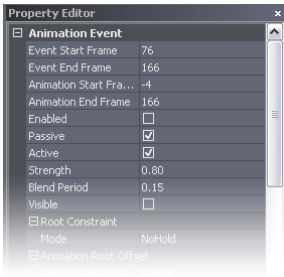 Property Editor
Animation Event
Event Start Frame 76
Event End Frame 166
Animation Start Fra... -4
Animation End Frame 166
Enabled
Passive
Active
Strength 0.80
Blend Period 0.15
Visible
Root Constraint
Mode NoHold
Animation Root Offset